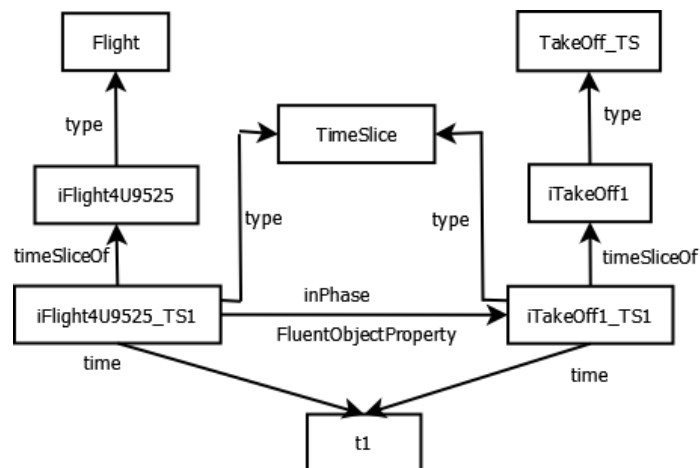 Flight
TakeOff_TS
type
type
TimeSlice
iFlight4U9525
iTakeOff1
type
type
timeSliceOf
timeSliceOf
iFlight4U9525_TS1
inPhase
iTakeOff1_TS1
FluentObjectProperty
time
time
t1